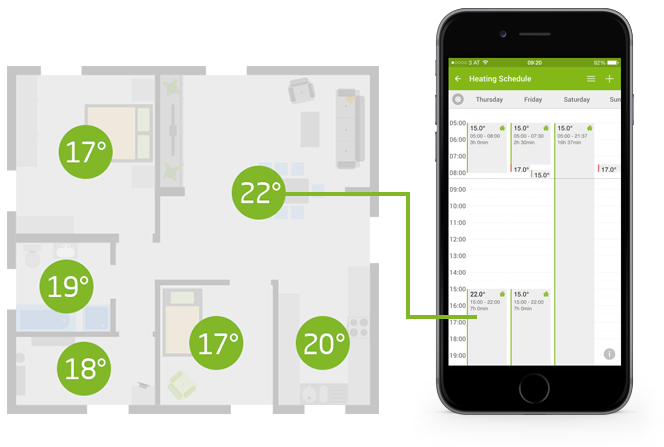 17°
22°
19°
18°
17°
20°
3 AT
09:20
92%
Heating Schedule
Thursday
Friday
Saturday
Sun
05:00
06:00
07:00
08:00
09:00
10:00
11:00
12:00
13:00
14:00
15:00
16:00
17:00
18:00
19:00
15.0°
05:00 - 08:00
3h 0min
15.0°
05:00 - 07:30
2h 30min
15.0°
05:00 - 21:37
16h 37min
17.0°
15.0°
17.0°
22.0°
15:00 - 22:00
7h 0min
15.0°
15:00 - 22:00
7h 0min
i